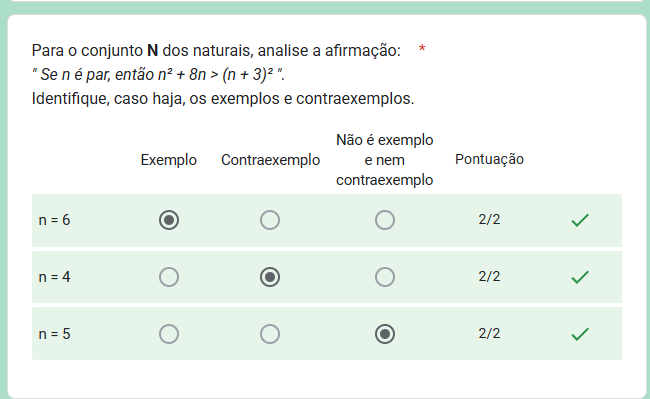 Para o conjunto N dos naturais, analise a afirmação: *
" Se n é par, então n² + 8n > (n + 3)² ".
Identifique, caso haja, os exemplos e contraexemplos.
Exemplo Contraexemplo Não é exemplo e nem contraexemplo Pontuação
n = 6 2/2
n = 4 2/2
n = 5 2/2